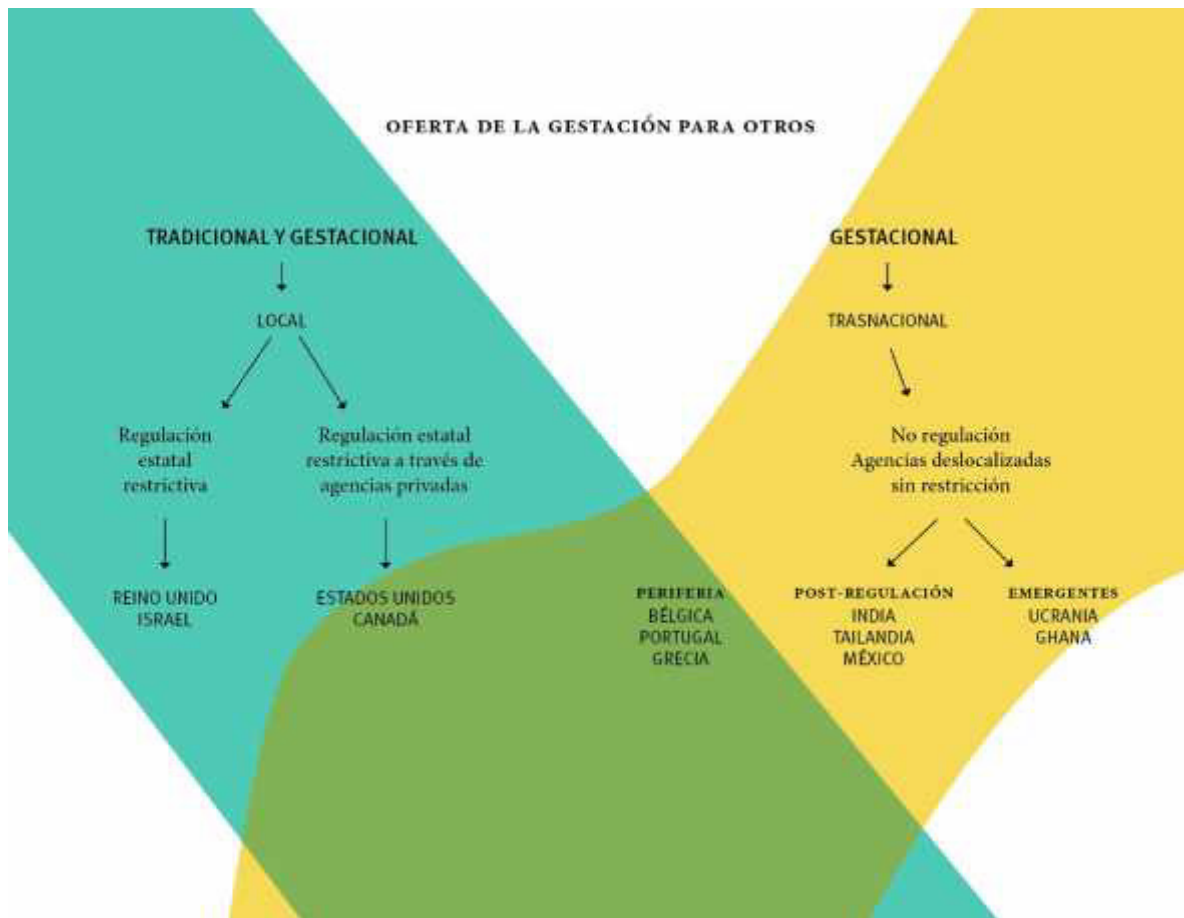 OFERTA DE LA GESTACIÓN PARA OTROS
TRADICIONAL Y GESTACIONAL
LOCAL
Regulación
estatal
restrictiva
Regulación estatal
restrictiva a través de
agencias privadas
REINO UNIDO
ISRAEL
ESTADOS UNIDOS
CANADÁ
GESTACIONAL
TRASNACIONAL
No regulación
Agencias deslocalizadas
sin restricción
PERIFERIA
BÉLGICA
PORTUGAL
GRECIA
POST-REGULACIÓN
INDIA
TAILANDIA
MÉXICO
EMERGENTES
UCRANIA
GHANA